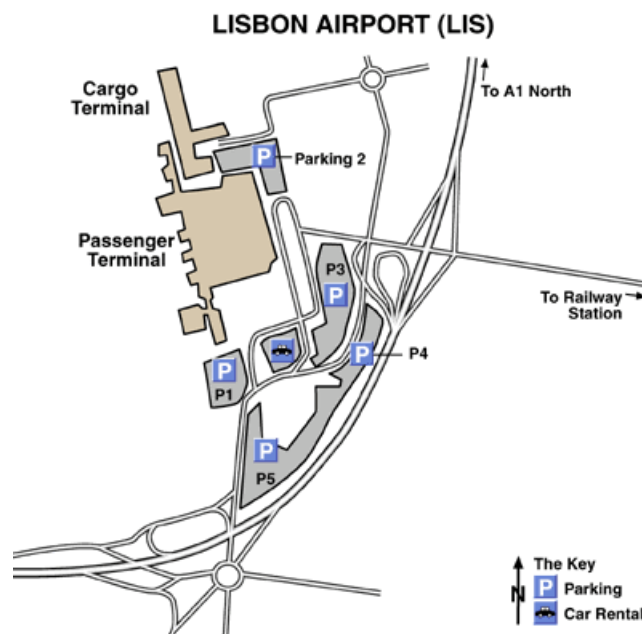 LISBON AIRPORT (LIS)
Cargo
Terminal
To A1 North
P
Parking 2
Passenger
Terminal
P3
P
To Railway
Station
P
P4
P
P1
P
P5
The Key
P
Parking
N
Car Rental